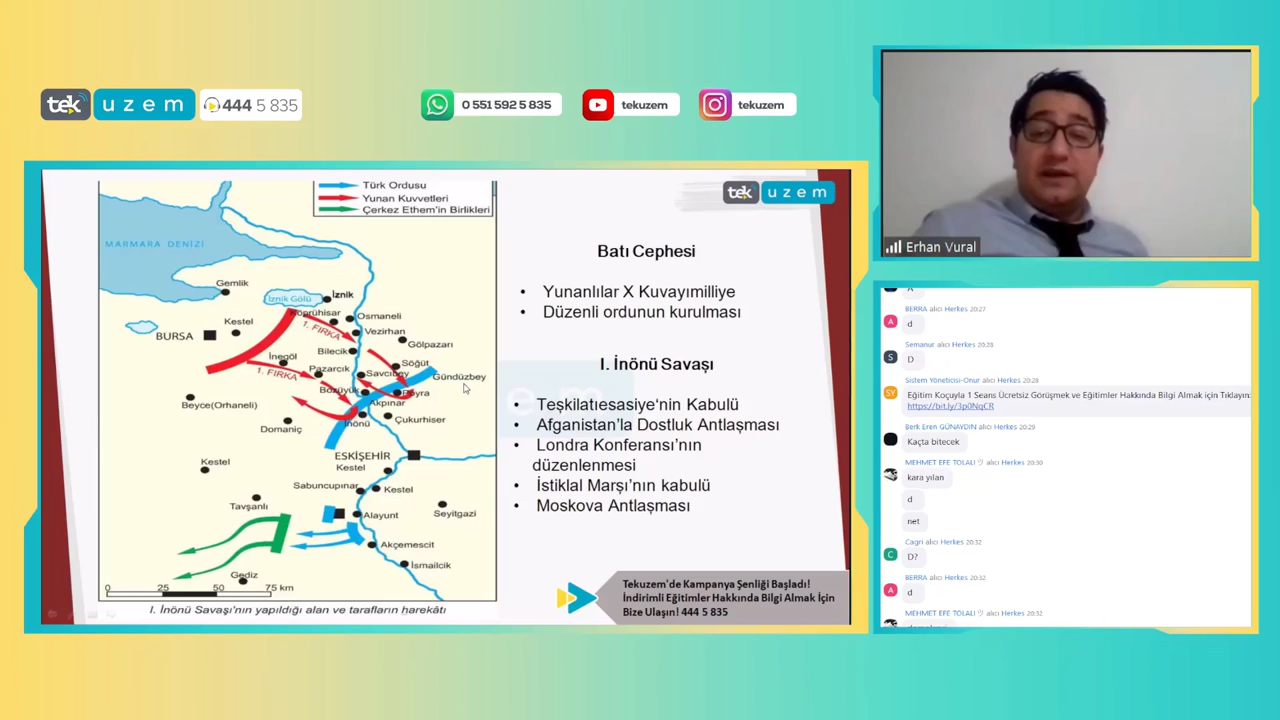 tek uzem 444 5 835
0 551 592 5 835
tekuzem
tekuzem
Türk Ordusu
Yunan Kuvvetleri
Çerkez Ethem'in Birlikleri
MARMARA DENİZİ
Gemlik
İznik Gölü
İznik
Köprühisar
Osmaneli
Kestel
1. FIRKA
Vezirhan
BURSA
Gölpazarı
Bilecik
İnegöl
Söğüt
Pazarcık
Savcıbey
Gündüzbey
1. FIRKA
Bozüyük
Poyra
Akpınar
Beyce(Orhaneli)
İnönü
Çukurhiser
Domaniç
ESKİŞEHİR
Kestel
Kestel
Sabuncupınar
Kestel
Tavşanlı
Seyitgazi
Alayunt
Akçemescit
İsmailcik
Gediz
0 25 50 75 km
I. İnönü Savaşı'nın yapıldığı alan ve tarafların harekâtı
tek uzem
Batı Cephesi
• Yunanlılar X Kuvayımilliye
• Düzenli ordunun kurulması
I. İnönü Savaşı
• Teşkilatıesasiye'nin Kabulü
• Afganistan'la Dostluk Antlaşması
• Londra Konferansı'nın
düzenlenmesi
• İstiklal Marşı'nın kabulü
• Moskova Antlaşması
Tekuzem'de Kampanya Şenliği Başladı!
İndirimli Eğitimler Hakkında Bilgi Almak İçin
Bize Ulaşın! 444 5 835
Erhan Vural
BERRA alıcı Herkes 20:27
A
d
Semanur alıcı Herkes 20:28
S
D
Sistem Yöneticisi-Onur alıcı Herkes 20:28
SY
Eğitim Koçuyla 1 Seans Ücretsiz Görüşmek ve Eğitimler Hakkında Bilgi Almak için Tıklayın:
https://bit.ly/3p0NqCR
Berk Eren GÜNAYDIN alıcı Herkes 20:29
Kaçta bitecek
MEHMET EFE TOLALI ツ alıcı Herkes 20:30
kara yılan
d
net
Cagri alıcı Herkes 20:32
C
D?
BERRA alıcı Herkes 20:32
A
d
MEHMET EFE TOLALI ツ alıcı Herkes 20:32